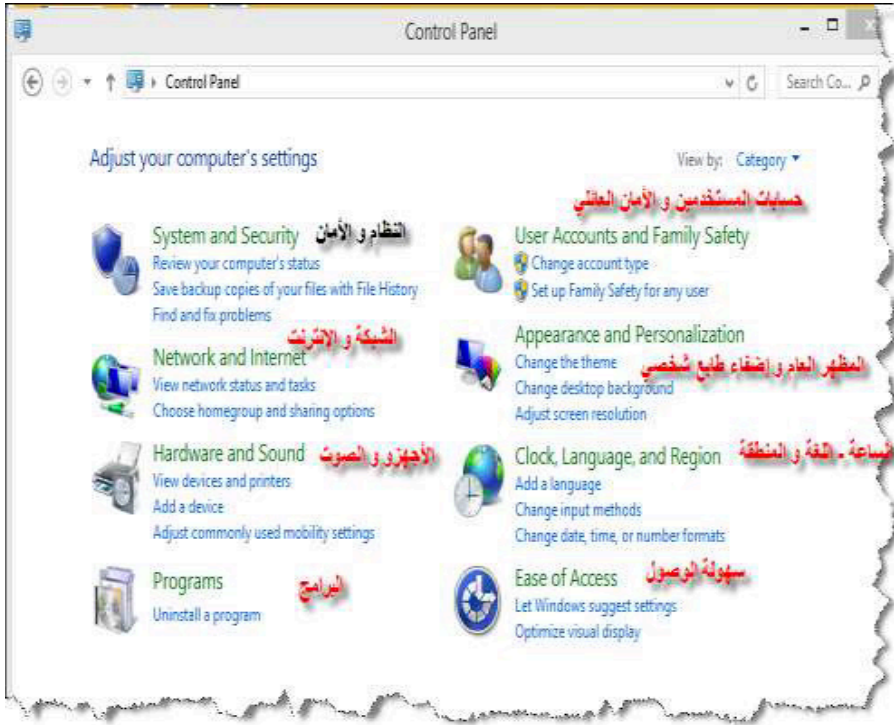 Control Panel
Control Panel
Search Co...
Adjust your computer's settings
View by: Category
System and Security النظام و الأمان
Review your computer's status
Save backup copies of your files with File History
Find and fix problems
الشبكة و الانترنت
Network and Internet
View network status and tasks
Choose homegroup and sharing options
Hardware and Sound الأجهزو و الصوت
View devices and printers
Add a device
Adjust commonly used mobility settings
Programs البرامج
Uninstall a program
حسابات المستخدمين و الأمان العائلي
User Accounts and Family Safety
Change account type
Set up Family Safety for any user
Appearance and Personalization
Change the theme المظهر العام و إضفاء طابع شخصي
Change desktop background
Adjust screen resolution
Clock, Language, and Region لساعة - اللغة و المنطقة
Add a language
Change input methods
Change date, time, or number formats
Ease of Access سهولة الوصول
Let Windows suggest settings
Optimize visual display